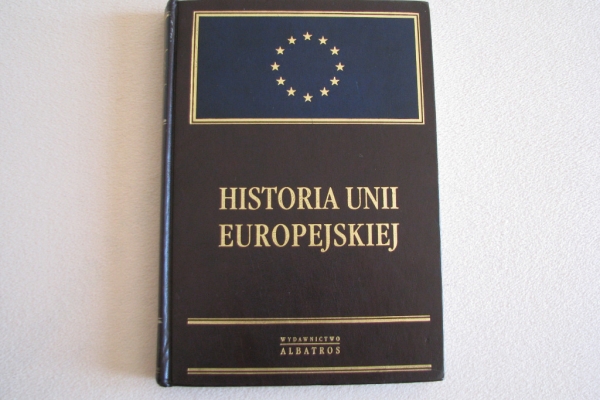 HISTORIA UNII
EUROPEJSKIEJ
WYDAWNICTWO
ALBATROS